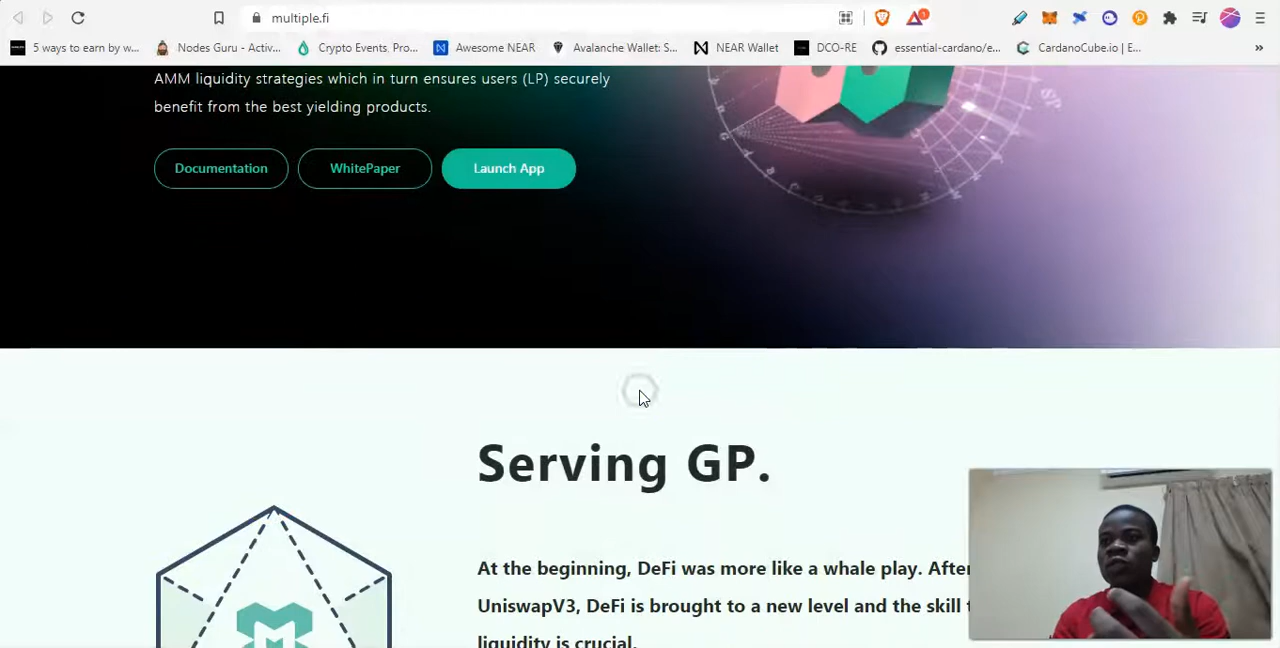 multiple.fi
1
5 ways to earn by w...
Nodes Guru - Activ...
Crypto Events, Pro...
Awesome NEAR
Avalanche Wallet: S...
NEAR Wallet
DCO-RE
essential-cardano/e...
CardanoCube.io | E...
»
AMM liquidity strategies which in turn ensures users (LP) securely
benefit from the best yielding products.
Documentation
WhitePaper
Launch App
Serving GP.
At the beginning, DeFi was more like a whale play. After
UniswapV3, DeFi is brought to a new level and the skill
liquidity is crucial.